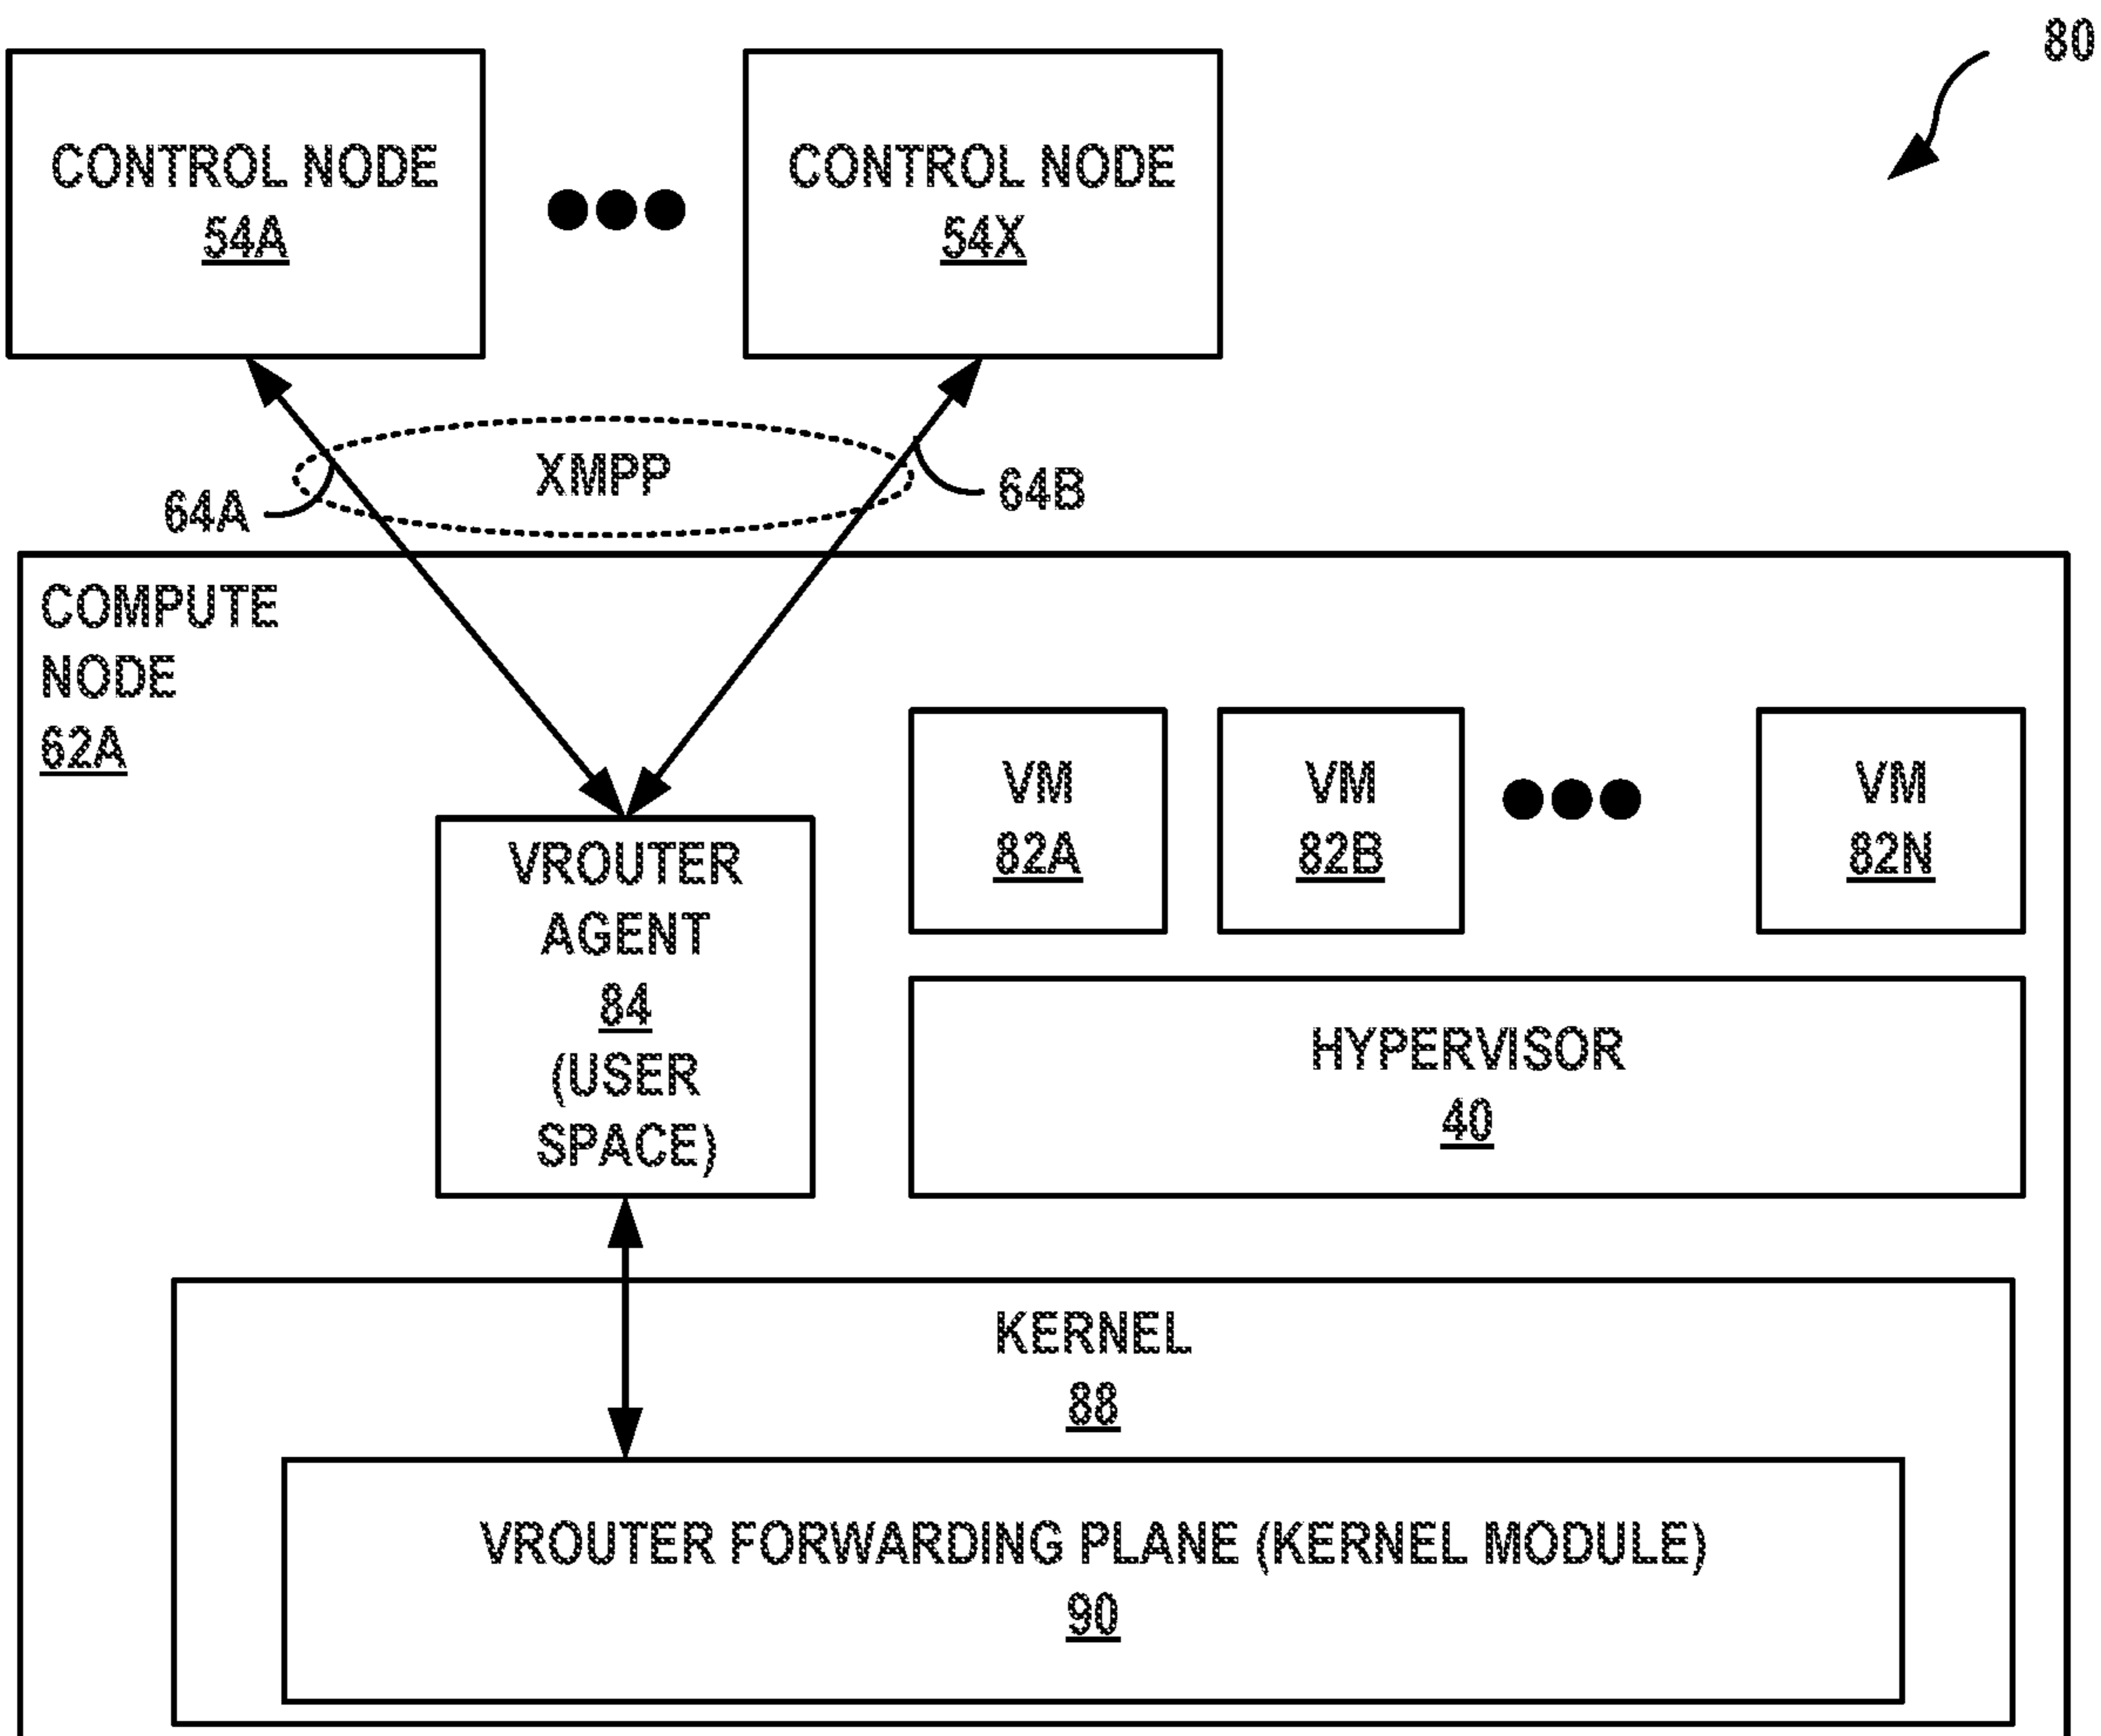 80
CONTROL NODE
54A
CONTROL NODE
54X
XMPP
64A
64B
COMPUTE
NODE
62A
VROUTER
AGENT
84
(USER
SPACE)
VM
82A
VM
82B
VM
82N
HYPERVISOR
40
KERNEL
88
VROUTER FORWARDING PLANE (KERNEL MODULE)
90